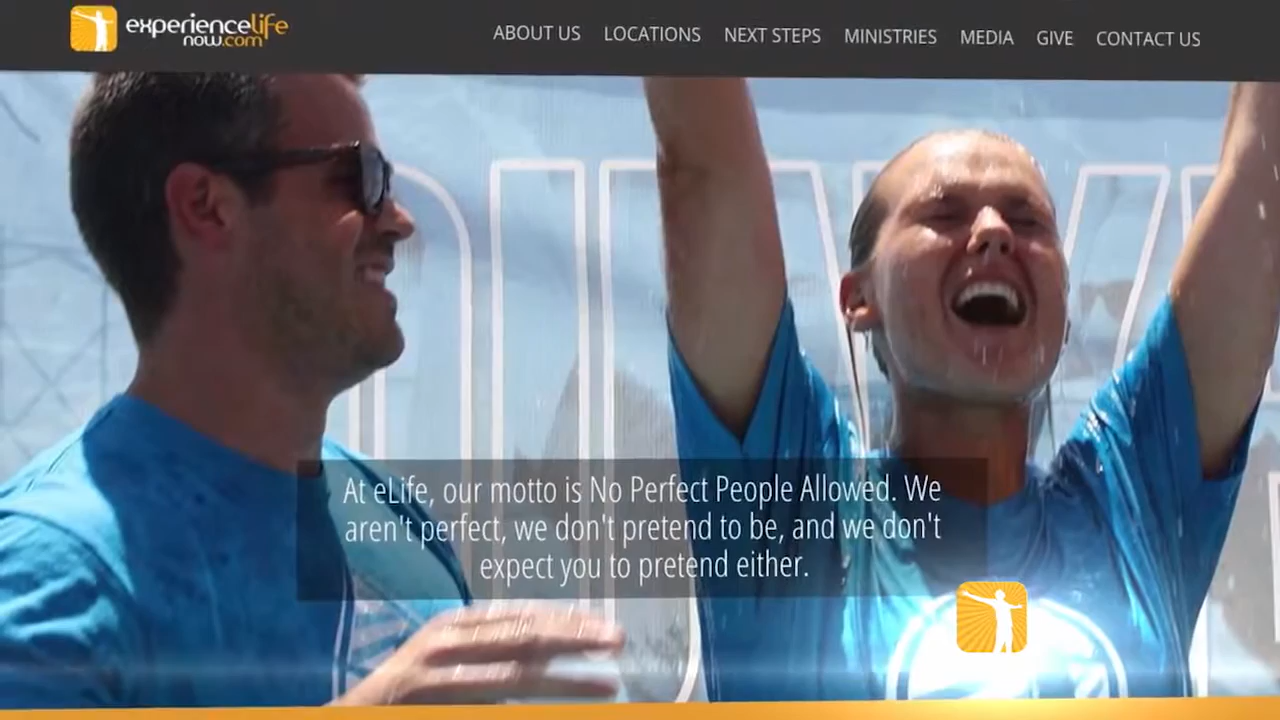 experiencelife
now.com
ABOUT US LOCATIONS NEXT STEPS MINISTRIES MEDIA GIVE CONTACT US
At eLife, our motto is No Perfect People Allowed. We
aren't perfect, we don't pretend to be, and we don't
expect you to pretend either.